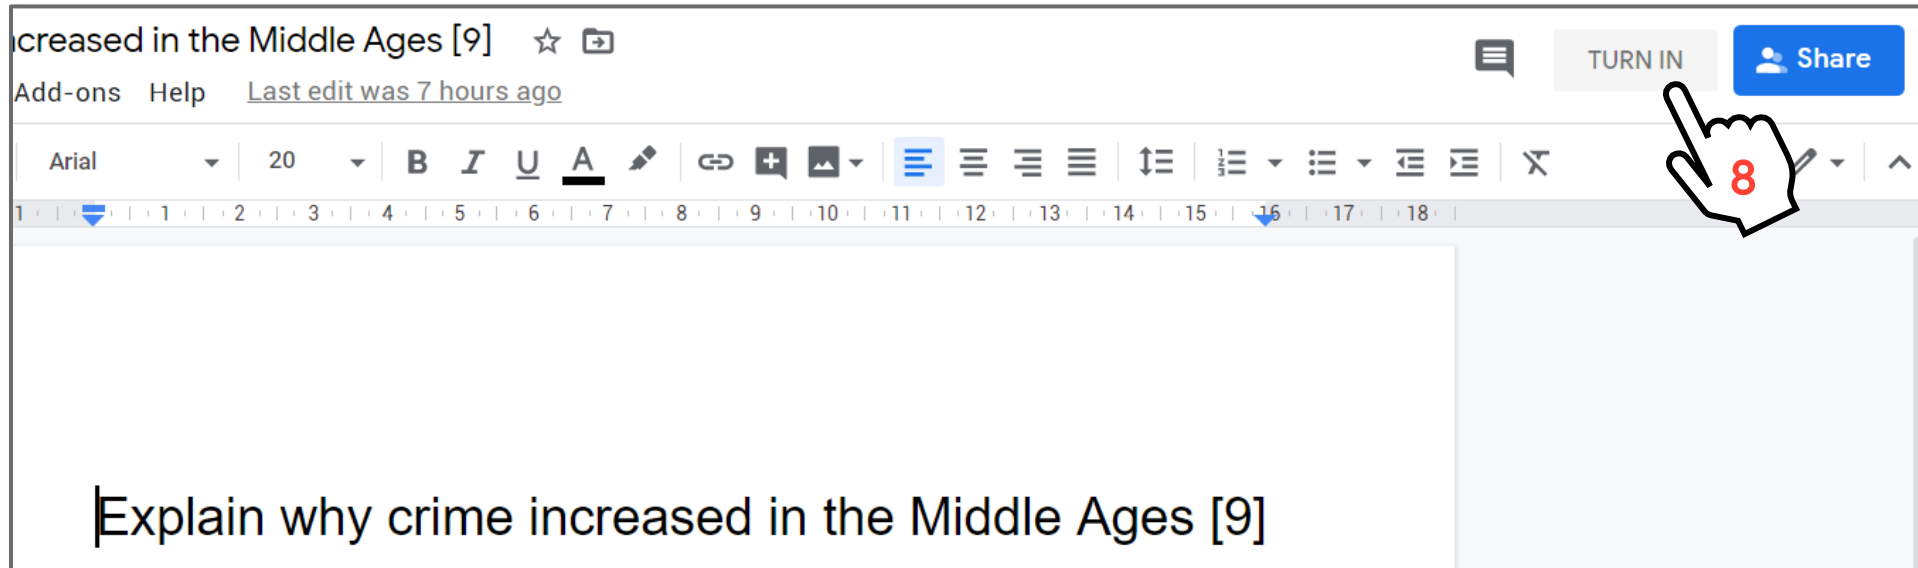 creased in the Middle Ages [9]
TURN IN
Share
Add-ons Help Last edit was 7 hours ago
Arial 20 B I U A
8
1 1 2 3 4 5 6 7 8 9 10 11 12 13 14 15 16 17 18
Explain why crime increased in the Middle Ages [9]